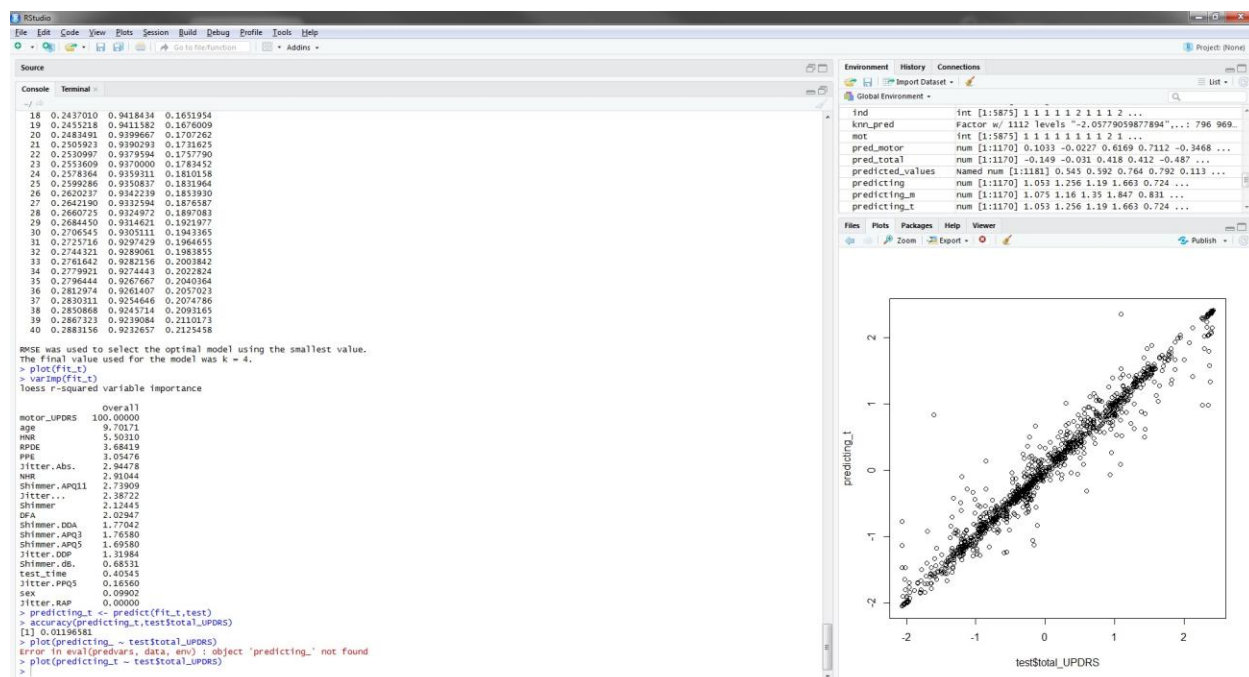 RStudio
File Edit Code View Plots Session Build Debug Profile Tools Help
Go to file/function Addins Project: (None)
Source
Console Terminal
~/
18 0.2437010 0.9418434 0.1651954
19 0.2455218 0.9411582 0.1676009
20 0.2483491 0.9399667 0.1707262
21 0.2505923 0.9390293 0.1731625
22 0.2530997 0.9379594 0.1757790
23 0.2553609 0.9370000 0.1783452
24 0.2578364 0.9359311 0.1810158
25 0.2599286 0.9350837 0.1831964
26 0.2620237 0.9342239 0.1853930
27 0.2642190 0.9332594 0.1876587
28 0.2660725 0.9324972 0.1897083
29 0.2684450 0.9314621 0.1921977
30 0.2706545 0.9305111 0.1943365
31 0.2725716 0.9297429 0.1964655
32 0.2744321 0.9289061 0.1983855
33 0.2761642 0.9282156 0.2003842
34 0.2779921 0.9274443 0.2022824
35 0.2796444 0.9267667 0.2040364
36 0.2812974 0.9261407 0.2057023
37 0.2830311 0.9254646 0.2074786
38 0.2850868 0.9245714 0.2093165
39 0.2867323 0.9239084 0.2110173
40 0.2883156 0.9232657 0.2125458
RMSE was used to select the optimal model using the smallest value.
The final value used for the model was k = 4.
> plot(fit_t)
> varImp(fit_t)
loess r-squared variable importance
Overall
motor_UPDRS 100.00000
age 9.70171
HNR 5.50310
RPDE 3.68419
PPE 3.05476
Jitter.Abs. 2.94478
NHR 2.91044
Shimmer.APQ11 2.73909
Jitter... 2.38722
Shimmer 2.12445
DFA 2.02947
Shimmer.DDA 1.77042
Shimmer.APQ3 1.76580
Shimmer.APQ5 1.69580
Jitter.DDP 1.31984
Shimmer.dB. 0.68531
test_time 0.40545
Jitter.PPQ5 0.16560
sex 0.09902
Jitter.RAP 0.00000
> predicting_t <- predict(fit_t,test)
> accuracy(predicting_t,test$total_UPDRS)
[1] 0.01196581
> plot(predicting_ ~ test$total_UPDRS)
Error in eval(predvars, data, env) : object 'predicting_' not found
> plot(predicting_t ~ test$total_UPDRS)
>
Environment History Connections
Import Dataset List
Global Environment
ind int [1:5875] 1 1 1 1 1 2 1 1 1 2 ...
knn_pred Factor w/ 1112 levels "-2.05779059877894",..: 796 969…
mot int [1:5875] 1 1 1 1 1 1 1 1 2 1 ...
pred_motor num [1:1170] 0.1033 -0.0227 0.6169 0.7112 -0.3468 ...
pred_total num [1:1170] -0.149 -0.031 0.418 0.412 -0.487 ...
predicted_values Named num [1:1181] 0.545 0.592 0.764 0.792 0.113 ...
predicting num [1:1170] 1.053 1.256 1.19 1.663 0.724 ...
predicting_m num [1:1170] 1.075 1.16 1.35 1.847 0.831 ...
predicting_t num [1:1170] 1.053 1.256 1.19 1.663 0.724 ...
Files Plots Packages Help Viewer
Zoom Export Publish
predicting_t
2
1
0
-1
-2
-2 -1 0 1 2
test$total_UPDRS